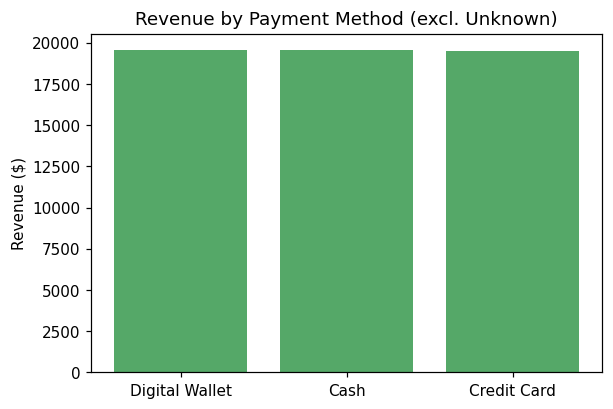 Revenue by Payment Method (excl. Unknown)
Revenue ($)
20000
17500
15000
12500
10000
7500
5000
2500
0
Digital Wallet
Cash
Credit Card